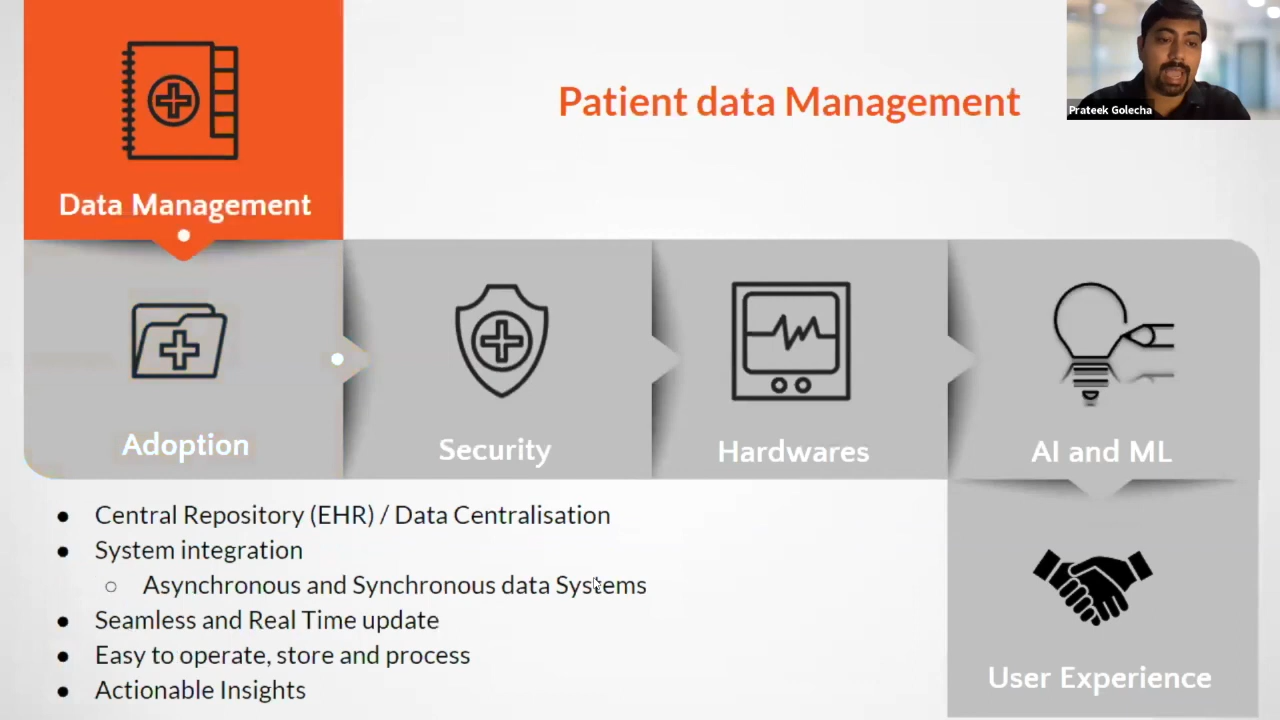 Patient data Management
Prateek Golecha
Data Management
Adoption
Security
Hardwares
AI and ML
● Central Repository (EHR) / Data Centralisation
● System integration
○ Asynchronous and Synchronous data Systems
● Seamless and Real Time update
● Easy to operate, store and process
● Actionable Insights
User Experience